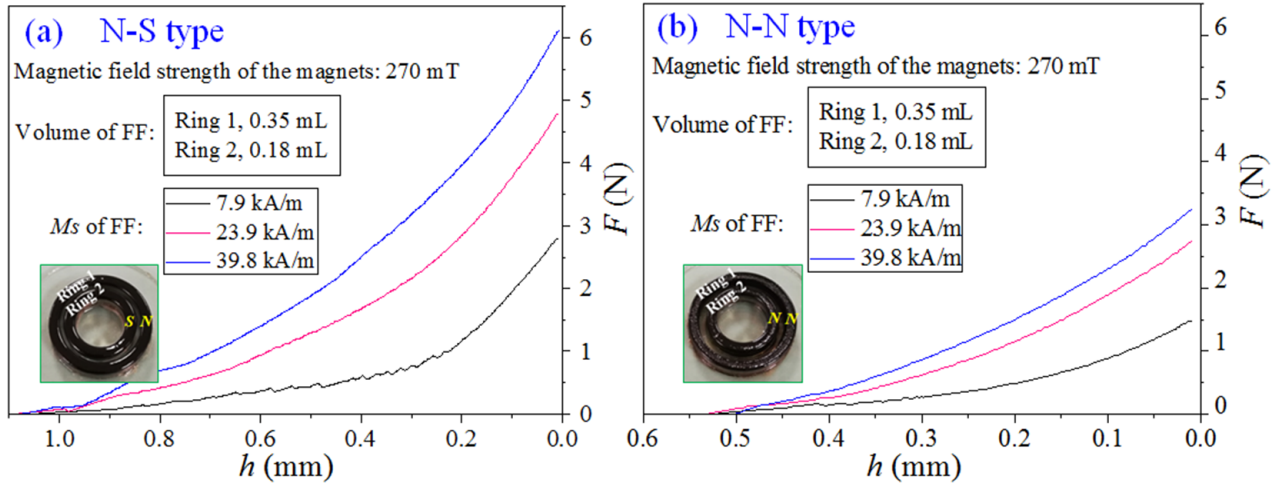 (a) N-S type
Magnetic field strength of the magnets: 270 mT
Volume of FF:
Ring 1, 0.35 mL
Ring 2, 0.18 mL
Ms of FF:
7.9 kA/m
23.9 kA/m
39.8 kA/m
Ring 1
Ring 2
S N
6
5
4
3
2
1
0
F (N)
1.0 0.8 0.6 0.4 0.2 0.0
h (mm)
(b) N-N type
Magnetic field strength of the magnets: 270 mT
Volume of FF:
Ring 1, 0.35 mL
Ring 2, 0.18 mL
Ms of FF:
7.9 kA/m
23.9 kA/m
39.8 kA/m
Ring 1
Ring 2
N N
6
5
4
3
2
1
0
F (N)
0.6 0.5 0.4 0.3 0.2 0.1 0.0
h (mm)